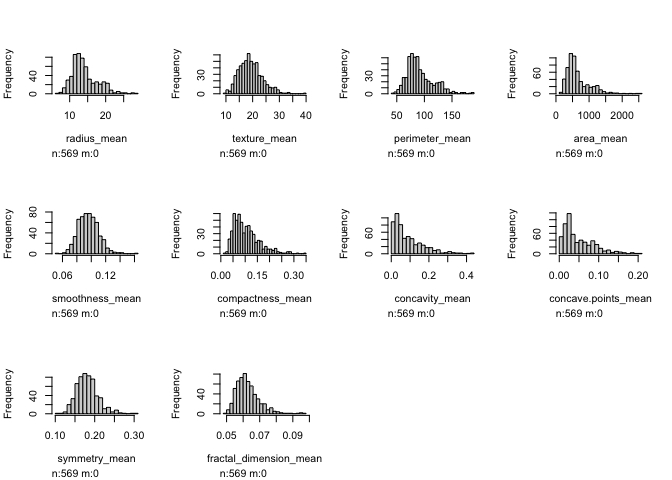 Frequency
0 40
10 20
radius_mean
n:569 m:0
Frequency
0 30
10 20 30 40
texture_mean
n:569 m:0
Frequency
0 40
50 100 150
perimeter_mean
n:569 m:0
Frequency
0 60
0 1000 2000
area_mean
n:569 m:0
Frequency
0 40 80
0.06 0.12
smoothness_mean
n:569 m:0
Frequency
0 30
0.00 0.15 0.30
compactness_mean
n:569 m:0
Frequency
0 60
0.0 0.2 0.4
concavity_mean
n:569 m:0
Frequency
0 60
0.00 0.10 0.20
concave.points_mean
n:569 m:0
Frequency
0 40
0.10 0.20 0.30
symmetry_mean
n:569 m:0
Frequency
0 40
0.05 0.07 0.09
fractal_dimension_mean
n:569 m:0